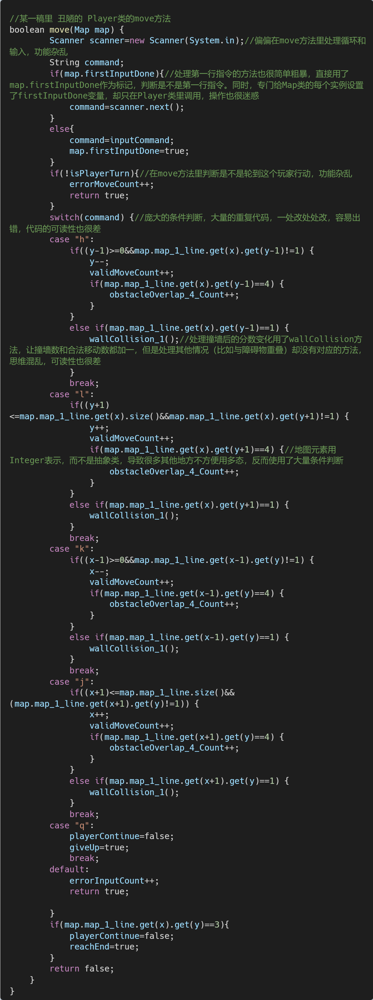 //某一稿里 丑陋的 Player类的move方法
boolean move(Map map) {
        Scanner scanner=new Scanner(System.in);//偏偏在move方法里处理循环和
输入，功能杂乱
        String command;
        if(map.firstInputDone){//处理第一行指令的方法也很简单粗暴，直接用了
map.firstInputDone作为标记，判断是不是第一行指令。同时，专门给Map类的每个实例设置
了firstInputDone变量，却只在Player类里调用，操作也很迷惑
            command=scanner.next();
        }
        else{
            command=inputCommand;
            map.firstInputDone=true;
        }
        if(!isPlayerTurn){//在move方法里判断是不是轮到这个玩家行动，功能杂乱
            errorMoveCount++;
            return true;
        }
        switch(command) {//庞大的条件判断，大量的重复代码，一处改处处改，容易出
错，代码的可读性也很差
        case "h":
            if((y-1)>=0&&map.map_1_line.get(x).get(y-1)!=1) {
                y--;
                validMoveCount++;
                if(map.map_1_line.get(x).get(y-1)==4) {
                    obstacleOverlap_4_Count++;
                }
            }
            else if(map.map_1_line.get(x).get(y-1)==1) {
                wallCollision_1();//处理撞墙后的分数变化用了wallCollision方
法，让撞墙数和合法移动数都加一，但是处理其他情况（比如与障碍物重叠）却没有对应的方法，
思维混乱，可读性也很差
            }
            break;
        case "l":
            if((y+1)
<=map.map_1_line.get(x).size()&&map.map_1_line.get(x).get(y+1)!=1) {
                y++;
                validMoveCount++;
                if(map.map_1_line.get(x).get(y+1)==4) {//地图元素用
Integer表示，而不是抽象类，导致很多其他地方不方便用多态，反而使用了大量条件判断
                    obstacleOverlap_4_Count++;
                }
            }
            else if(map.map_1_line.get(x).get(y+1)==1) {
                wallCollision_1();
            }
            break;
        case "k":
            if((x-1)>=0&&map.map_1_line.get(x-1).get(y)!=1) {
                x--;
                validMoveCount++;
                if(map.map_1_line.get(x-1).get(y)==4) {
                    obstacleOverlap_4_Count++;
                }
            }
            else if(map.map_1_line.get(x-1).get(y)==1) {
                wallCollision_1();
            }
            break;
        case "j":
            if((x+1)<=map.map_1_line.size()&&
(map.map_1_line.get(x+1).get(y)!=1)) {
                x++;
                validMoveCount++;
                if(map.map_1_line.get(x+1).get(y)==4) {
                    obstacleOverlap_4_Count++;
                }
            }
            else if(map.map_1_line.get(x+1).get(y)==1) {
                wallCollision_1();
            }
            break;
        case "q":
            playerContinue=false;
            giveUp=true;
            break;
        default:
            errorInputCount++;
            return true;

        }
        if(map.map_1_line.get(x).get(y)==3){
            playerContinue=false;
            reachEnd=true;
        }
        return false;
    }
}